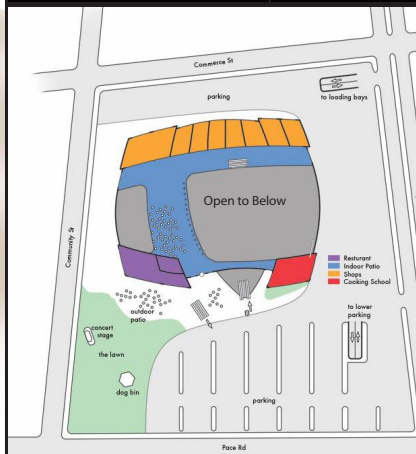 Commerce St
parking
to loading bays
Open to Below
Community St
Resturant
Indoor Patio
Shops
Cooking School
outdoor
patio
to lower
parking
concert
stage
the lawn
dog bin
parking
Pace Rd